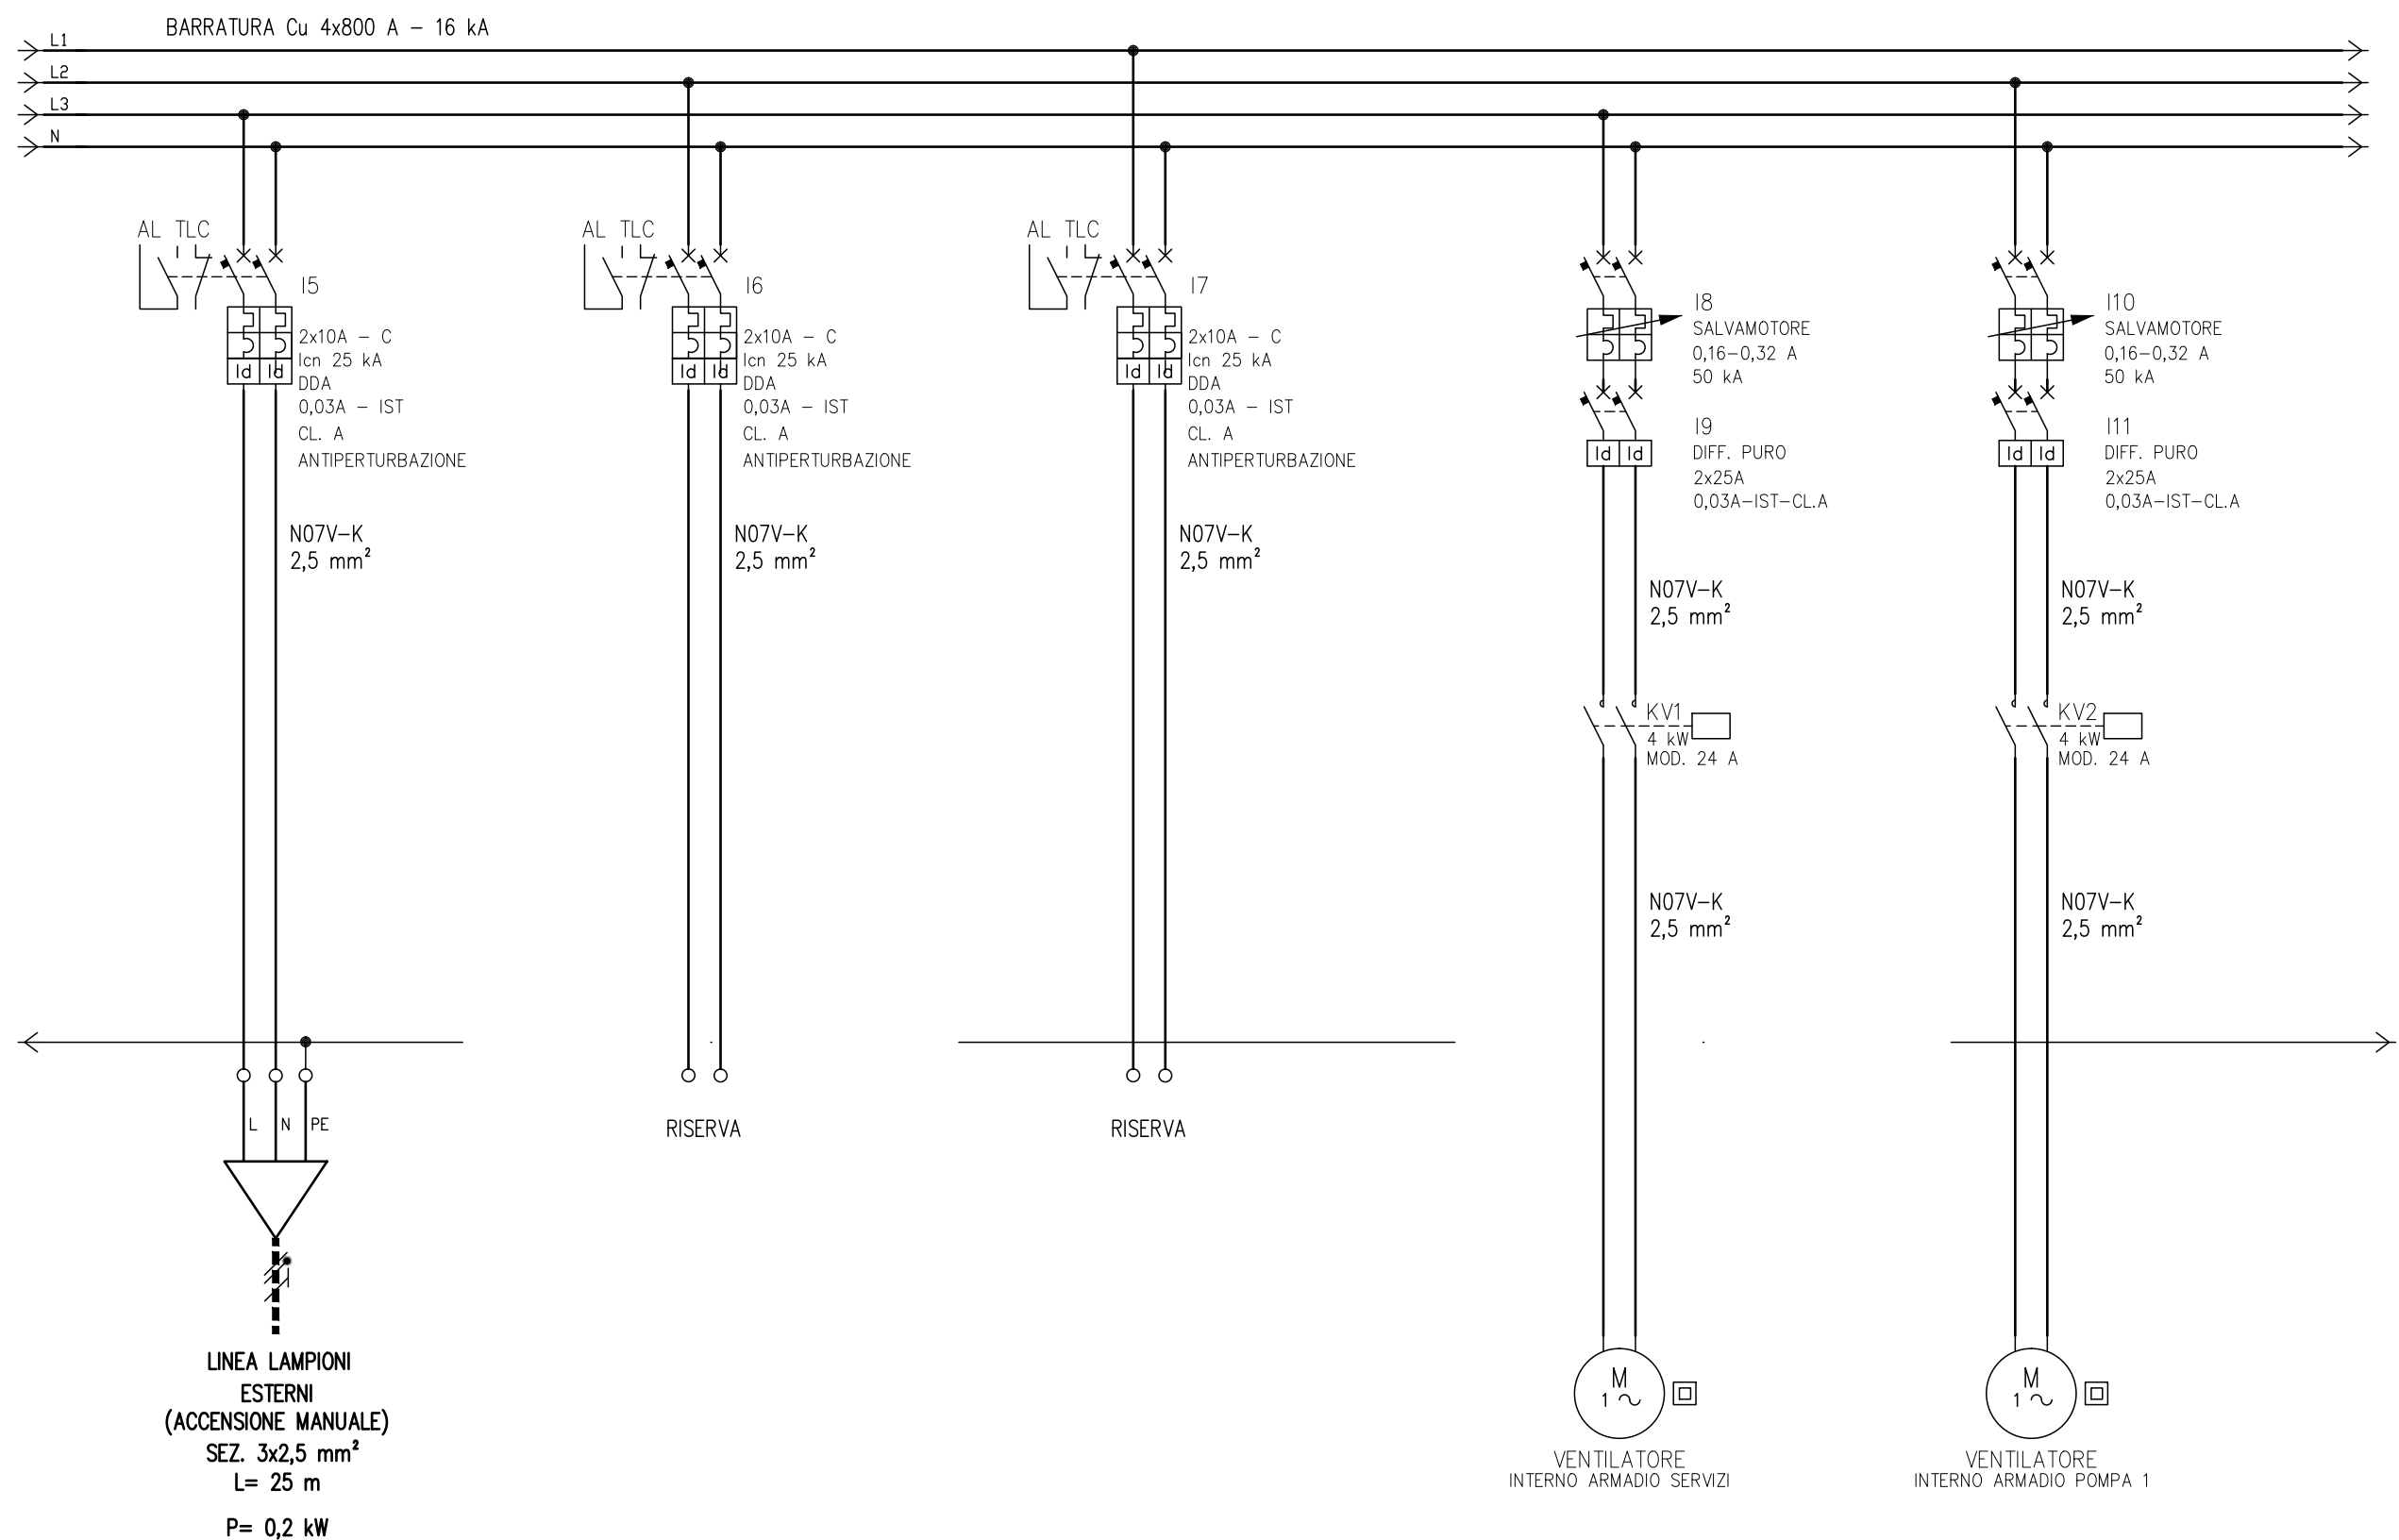 BARRATURA Cu 4x800 A – 16 kA
L1
L2
L3
N
AL TLC
I5
2x10A – C
Icn 25 kA
Id Id
DDA
0,03A – IST
CL. A
ANTIPERTURBAZIONE
N07V–K
2,5 mm²
L N PE
LINEA LAMPIONI
ESTERNI
(ACCENSIONE MANUALE)
SEZ. 3x2,5 mm²
L= 25 m
P= 0,2 kW
AL TLC
I6
2x10A – C
Icn 25 kA
Id Id
DDA
0,03A – IST
CL. A
ANTIPERTURBAZIONE
N07V–K
2,5 mm²
RISERVA
AL TLC
I7
2x10A – C
Icn 25 kA
Id Id
DDA
0,03A – IST
CL. A
ANTIPERTURBAZIONE
N07V–K
2,5 mm²
RISERVA
I8
SALVAMOTORE
0,16–0,32 A
50 kA
I9
Id Id
DIFF. PURO
2x25A
0,03A–IST–CL.A
N07V–K
2,5 mm²
KV1
4 kW
MOD. 24 A
N07V–K
2,5 mm²
M
1 ~
VENTILATORE
INTERNO ARMADIO SERVIZI
I10
SALVAMOTORE
0,16–0,32 A
50 kA
I11
Id Id
DIFF. PURO
2x25A
0,03A–IST–CL.A
N07V–K
2,5 mm²
KV2
4 kW
MOD. 24 A
N07V–K
2,5 mm²
M
1 ~
VENTILATORE
INTERNO ARMADIO POMPA 1